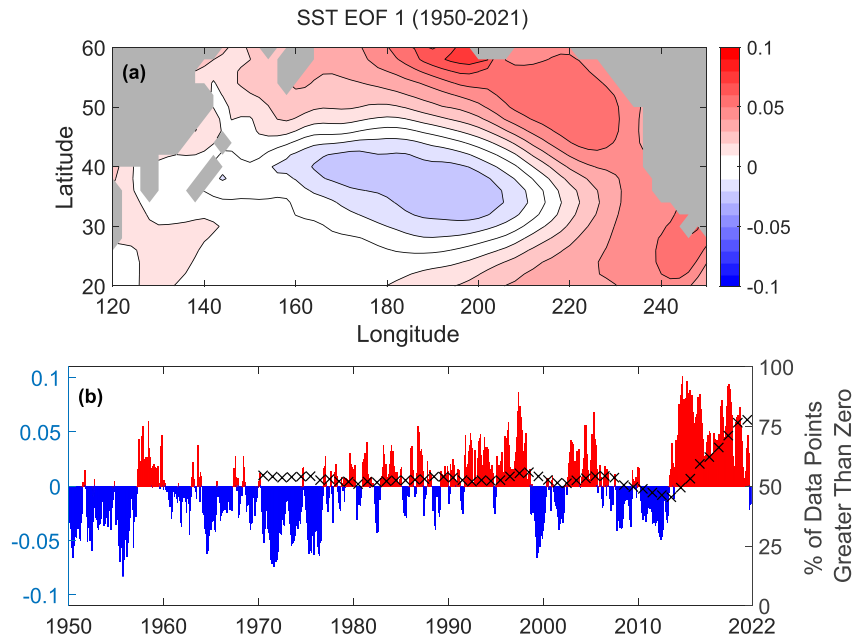 SST EOF 1 (1950-2021)
(a)
Latitude
60
50
40
30
20
120 140 160 180 200 220 240
Longitude
0.1
0.05
0
-0.05
-0.1
(b)
0.1
0.05
0
-0.05
-0.1
1950 1960 1970 1980 1990 2000 2010 2022
100
75
50
25
0
% of Data Points
Greater Than Zero